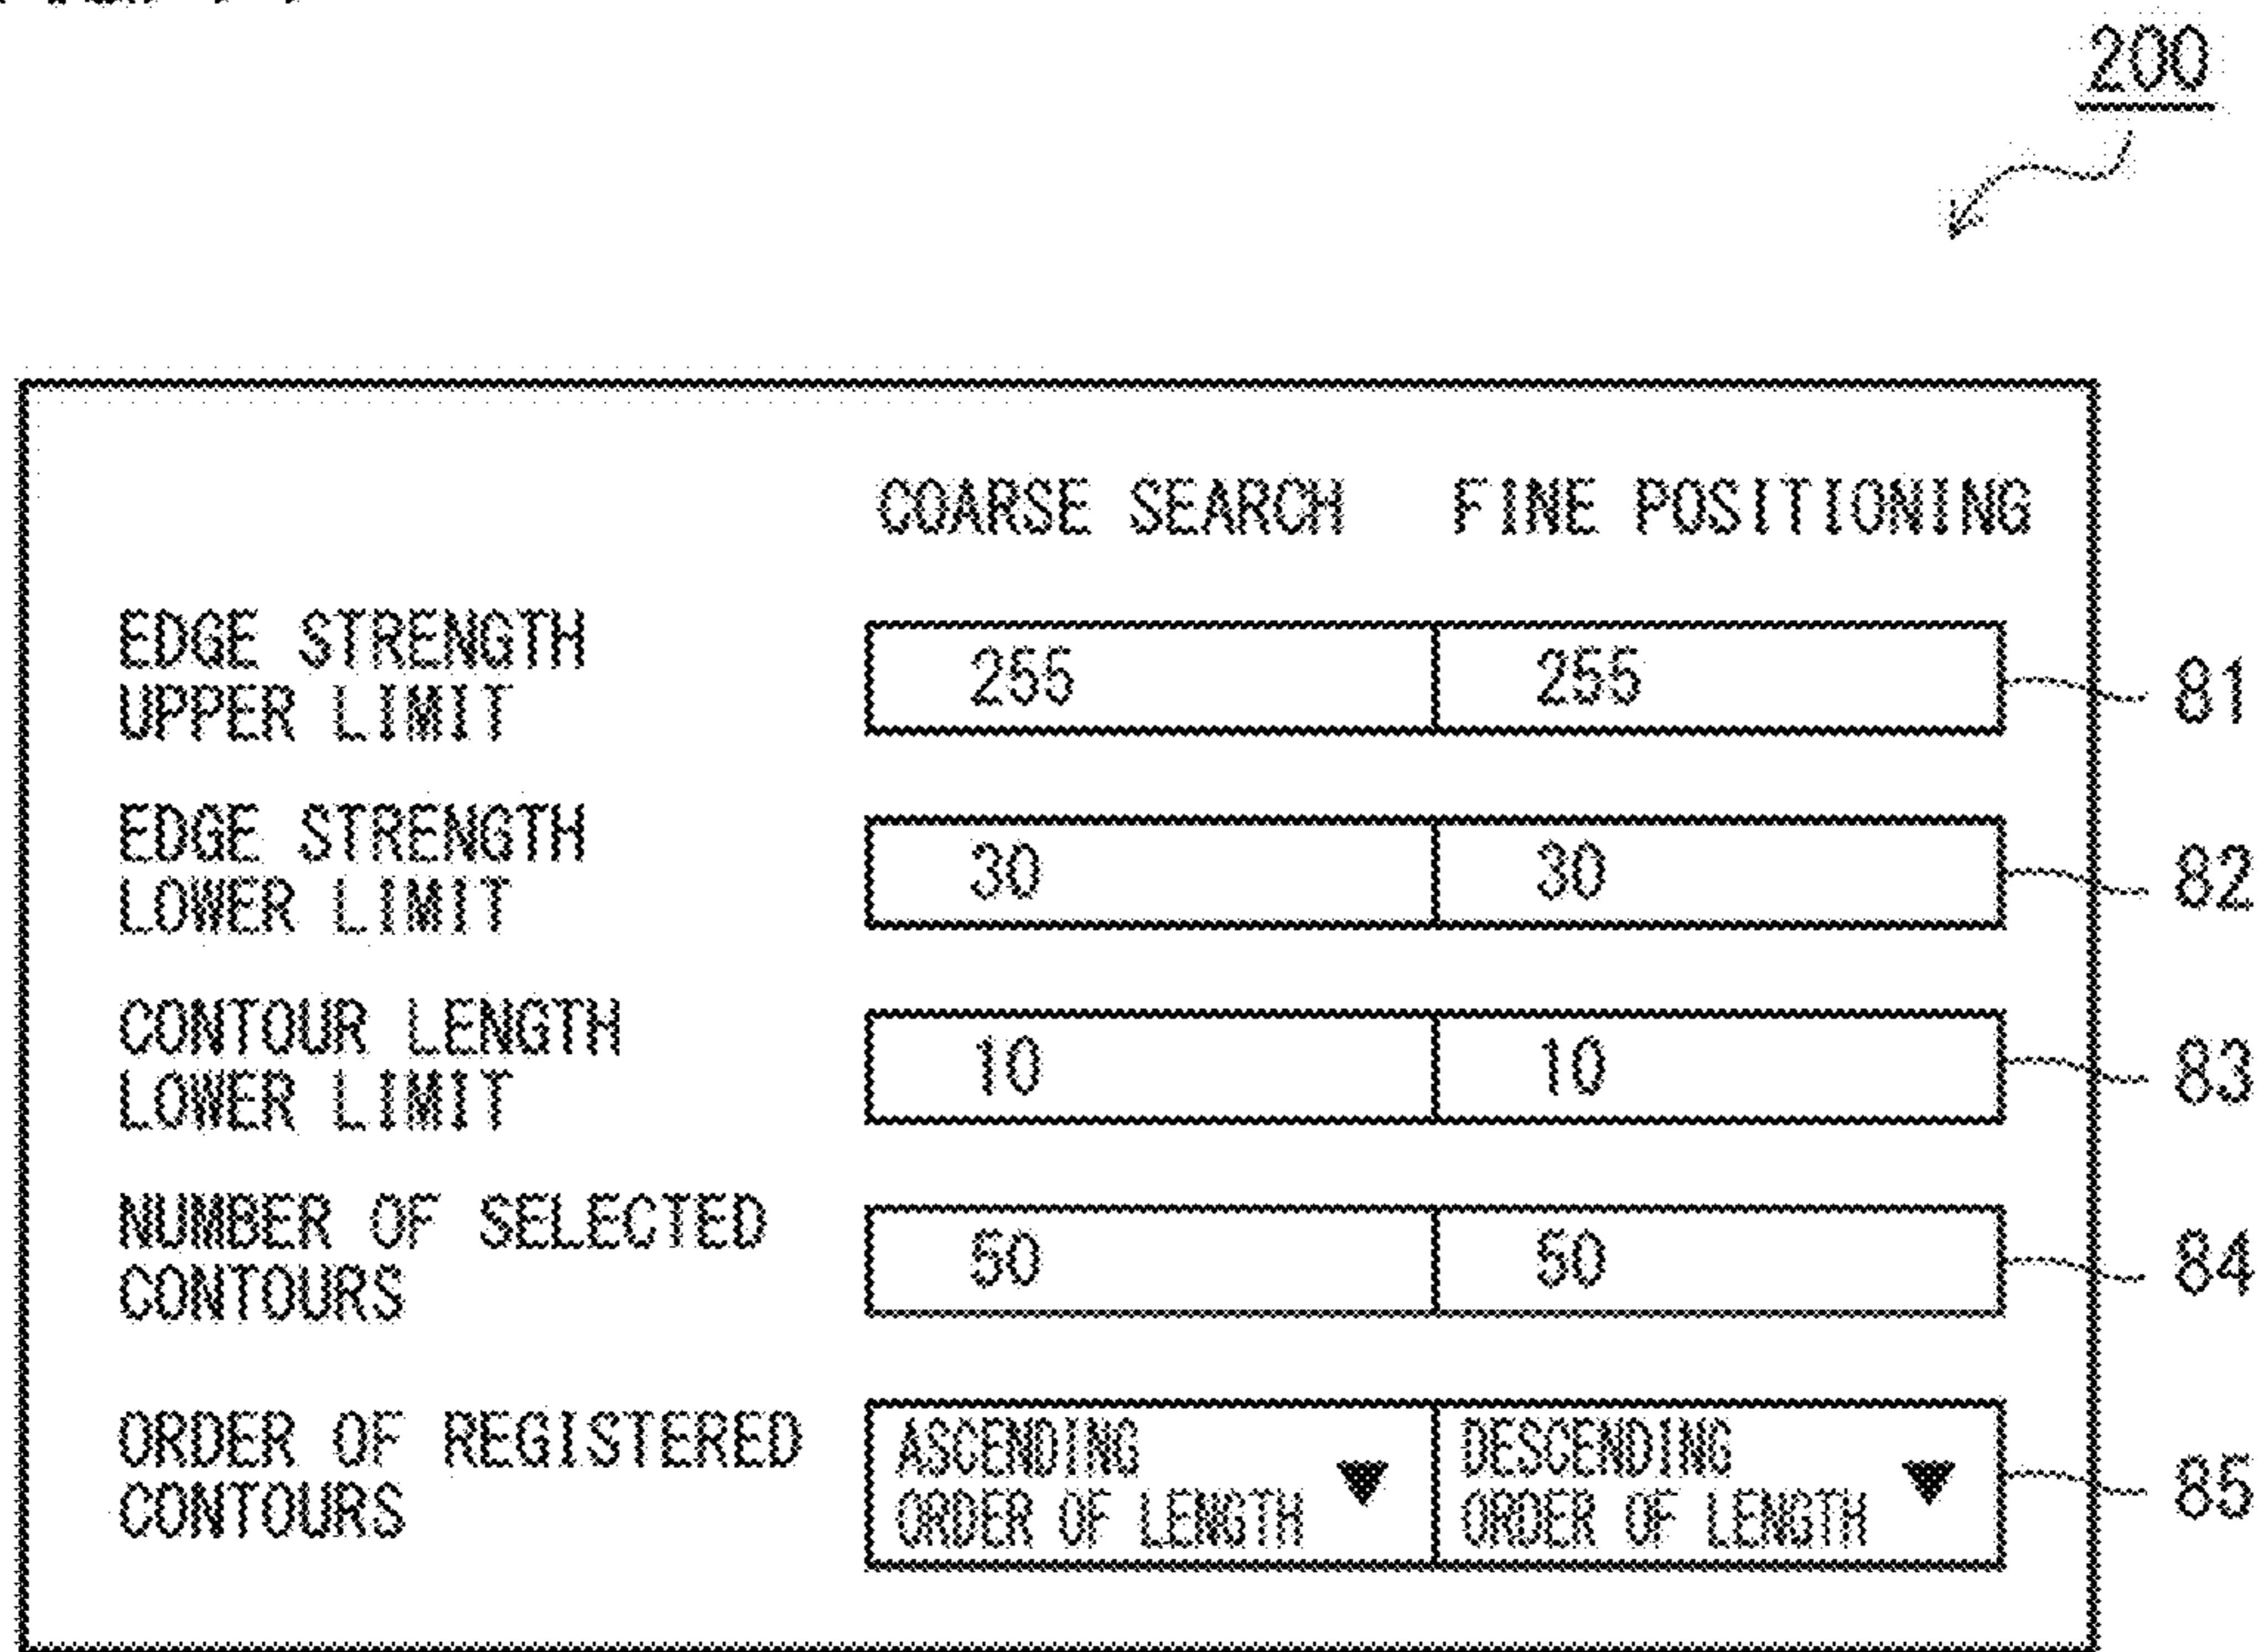 200
COARSE SEARCH FINE POSITIONING
EDGE STRENGTH
UPPER LIMIT
255 255 81
EDGE STRENGTH
LOWER LIMIT
30 30 82
CONTOUR LENGTH
LOWER LIMIT
10 10 83
NUMBER OF SELECTED
CONTOURS
50 50 84
ORDER OF REGISTERED
CONTOURS
ASCENDING
ORDER OF LENGTH
DESCENDING
ORDER OF LENGTH
85